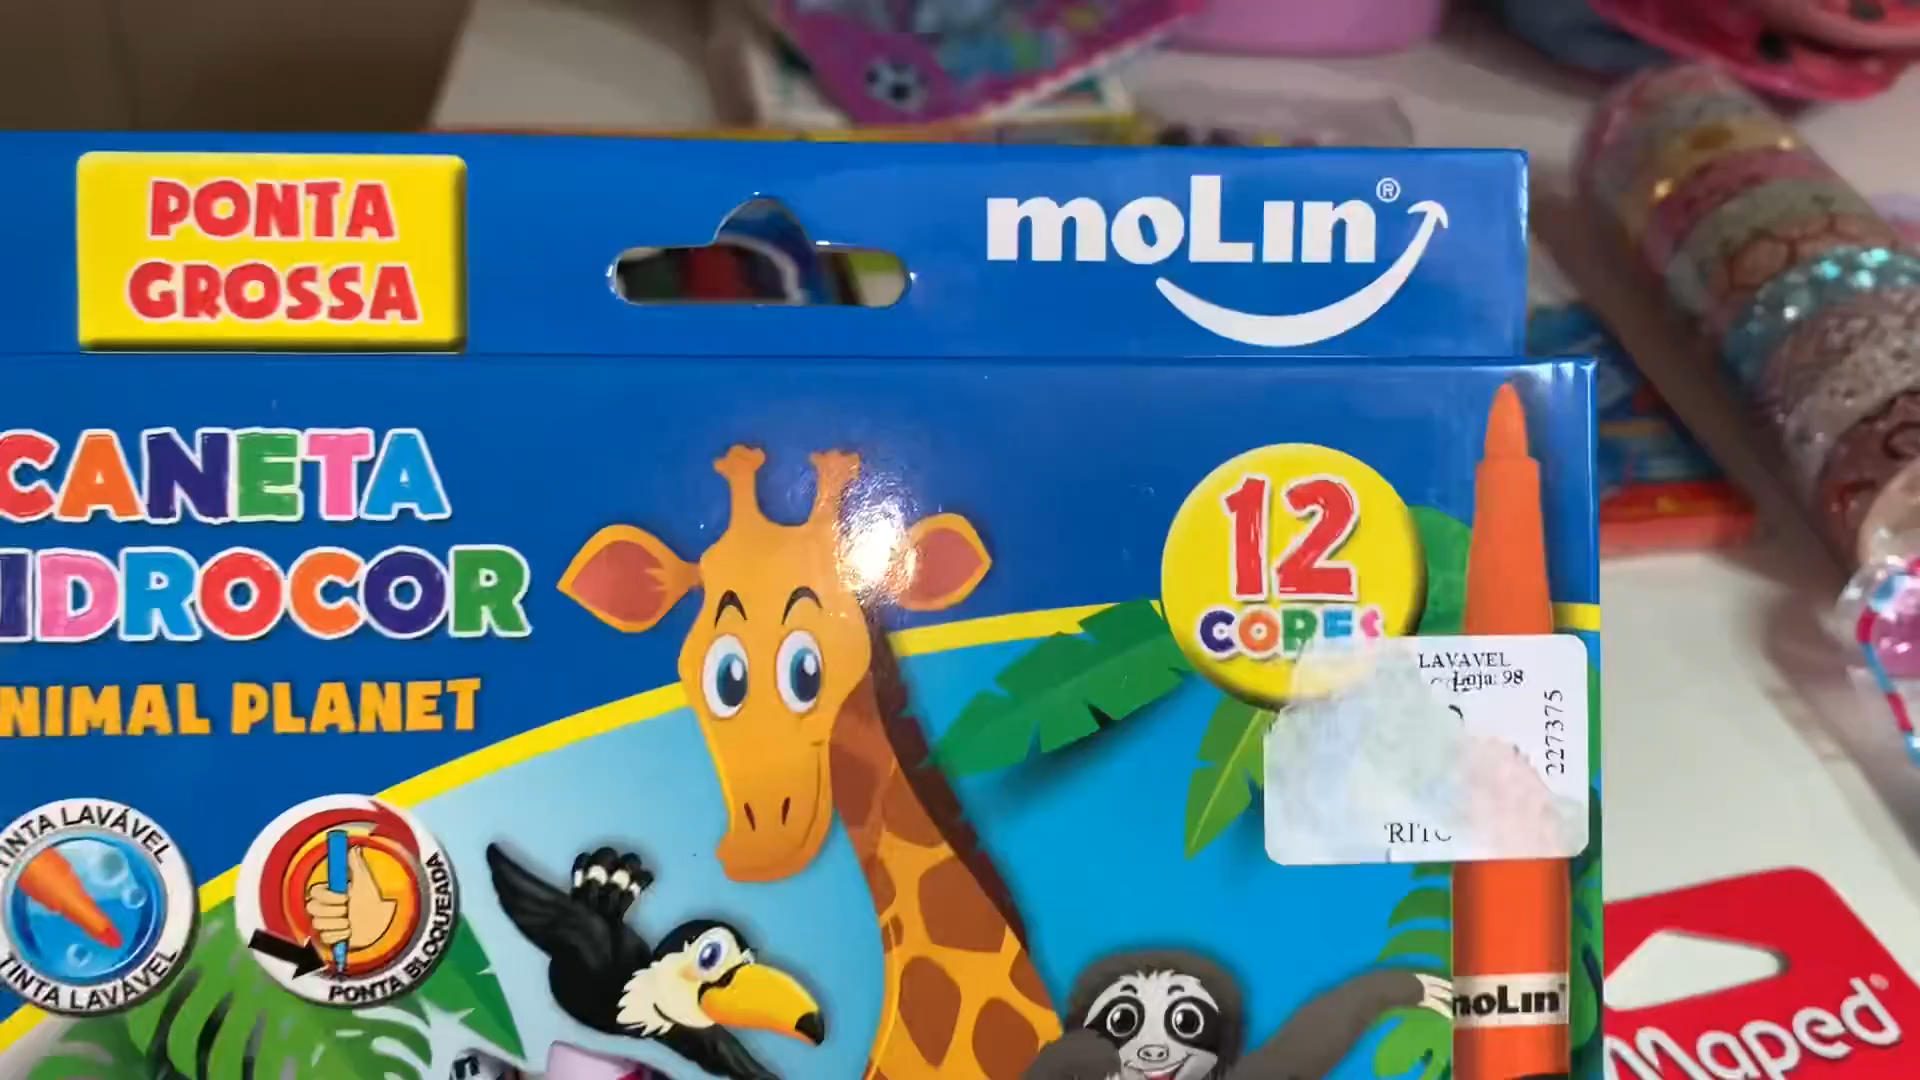 PONTA
GROSSA
moLin®
CANETA
IDROCOR
NIMAL PLANET
12
CORES
LAVAVEL
Loja: 98
227375
TINTA LAVÁVEL
TINTA LAVÁVEL
PONTA BLOQUEADA
moLin
Maped